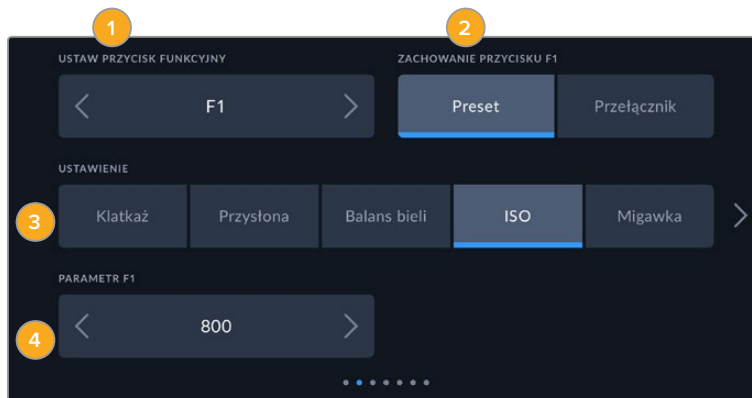 1 2
USTAW PRZYCISK FUNKCYJNY ZACHOWANIE PRZYCISKU F1
F1 Preset Przełącznik
USTAWIENIE
3 Klatkaż Przysłona Balans bieli ISO Migawka
PARAMETR F1
4 800